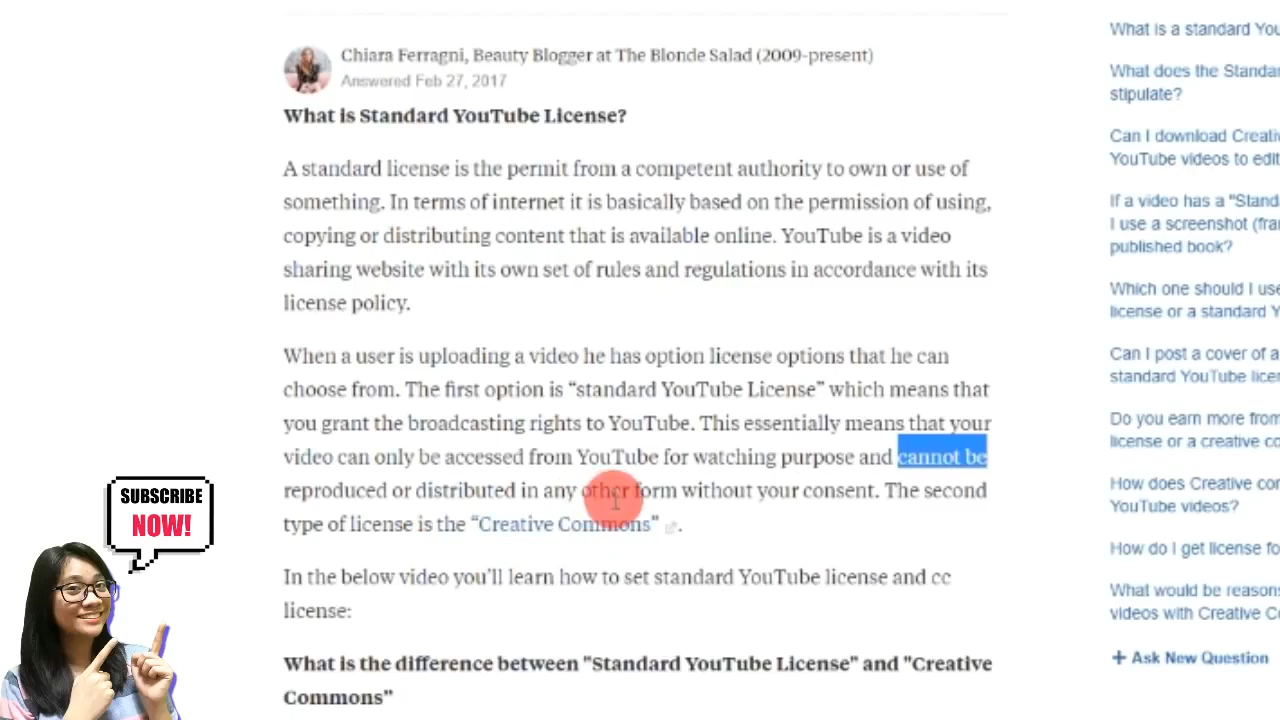 Chiara Ferragni, Beauty Blogger at The Blonde Salad (2009-present)
Answered Feb 27, 2017
What is Standard YouTube License?
A standard license is the permit from a competent authority to own or use of
something. In terms of internet it is basically based on the permission of using,
copying or distributing content that is available online. YouTube is a video
sharing website with its own set of rules and regulations in accordance with its
license policy.
When a user is uploading a video he has option license options that he can
choose from. The first option is “standard YouTube License” which means that
you grant the broadcasting rights to YouTube. This essentially means that your
video can only be accessed from YouTube for watching purpose and cannot be
reproduced or distributed in any other form without your consent. The second
type of license is the “Creative Commons” .
In the below video you'll learn how to set standard YouTube license and cc
license:
What is the difference between "Standard YouTube License" and "Creative
Commons"
SUBSCRIBE
NOW!
What is a standard You
What does the Standar
stipulate?
Can I download Creati
YouTube videos to edit
If a video has a "Stand
I use a screenshot (fra
published book?
Which one should I use
license or a standard Y
Can I post a cover of a
standard YouTube licen
Do you earn more from
license or a creative co
How does Creative con
YouTube videos?
How do I get license fo
What would be reasons
videos with Creative Co
+ Ask New Question